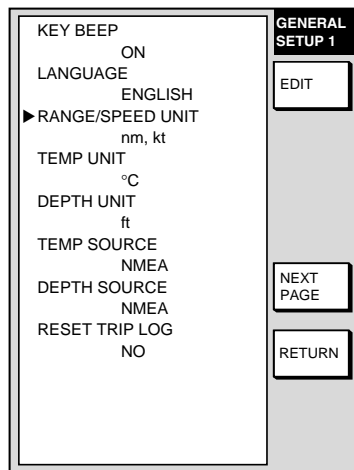 KEY BEEP
ON
LANGUAGE
ENGLISH
▶RANGE/SPEED UNIT
nm, kt
TEMP UNIT
°C
DEPTH UNIT
ft
TEMP SOURCE
NMEA
DEPTH SOURCE
NMEA
RESET TRIP LOG
NO
GENERAL
SETUP 1
EDIT
NEXT
PAGE
RETURN